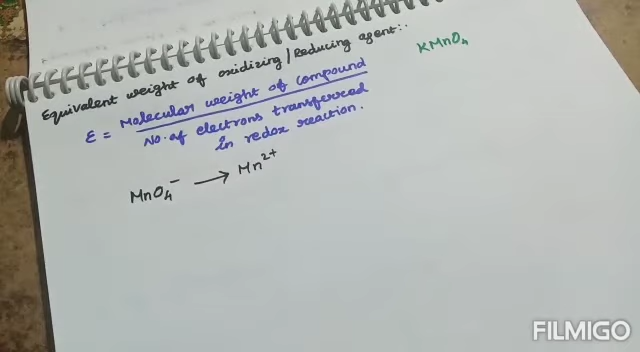 Equivalent weight of oxidizing/Reducing agent:-
KMnO₄
E = Molecular weight of compound
No. of electrons transferred
in redox reaction.
MnO₄⁻ ⟶ Mn²⁺
FILMIGO